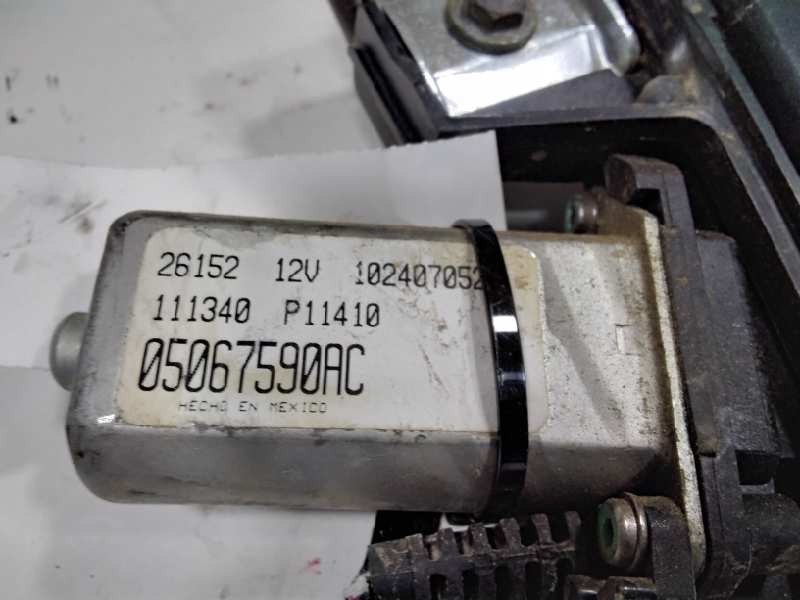 26152 12V 102407052
111340 P11410
05067590AC
HECHO EN MEXICO